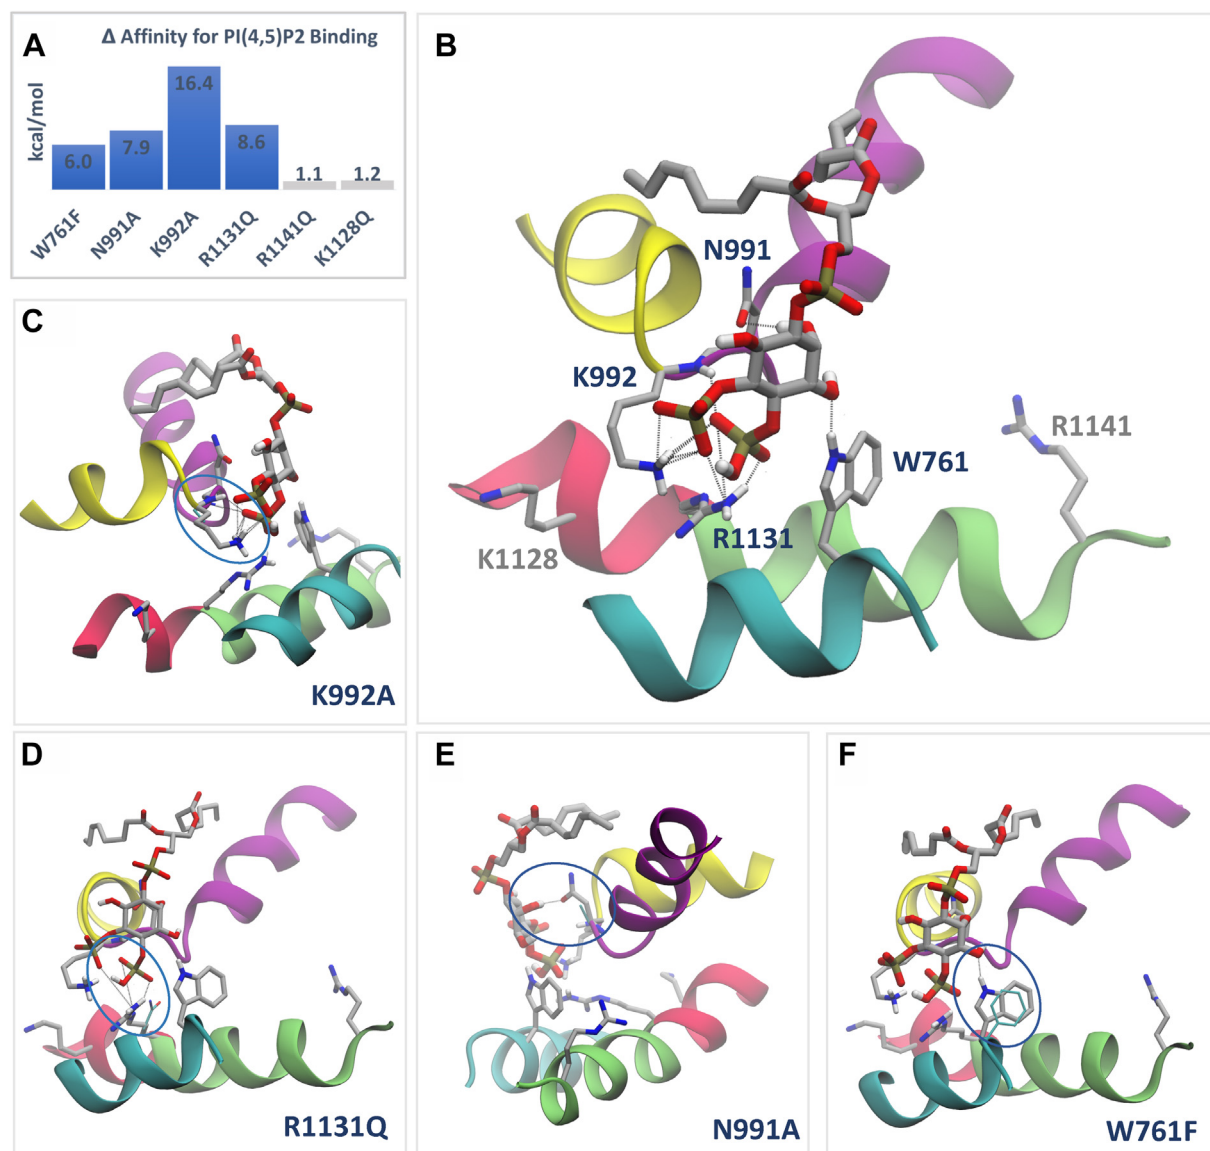 A
Δ Affinity for PI(4,5)P2 Binding
kcal/mol
6.0
7.9
16.4
8.6
1.1
1.2
W761F
N991A
K992A
R1131Q
R1141Q
K1128Q
B
N991
K992
R1141
W761
R1131
K1128
C
K992A
D
R1131Q
E
N991A
F
W761F